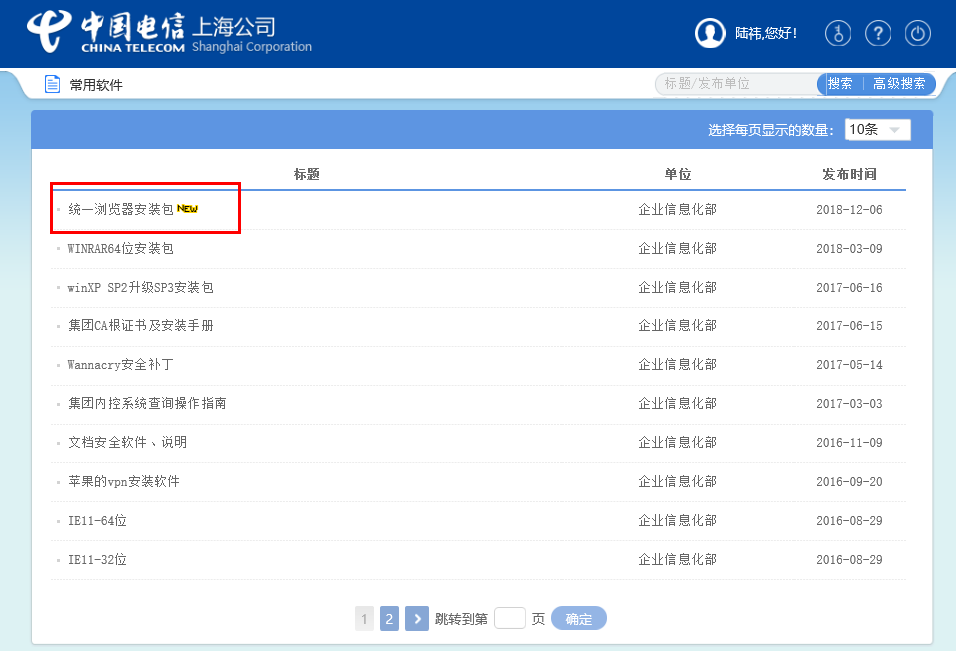 中国电信 上海公司
CHINA TELECOM Shanghai Corporation
陆祎,您好!
常用软件
标题/发布单位
搜索 高级搜索
选择每页显示的数量: 10条
标题 单位 发布时间
统一浏览器安装包 NEW 企业信息化部 2018-12-06
WINRAR64位安装包 企业信息化部 2018-03-09
winXP SP2升级SP3安装包 企业信息化部 2017-06-16
集团CA根证书及安装手册 企业信息化部 2017-06-15
Wannacry安全补丁 企业信息化部 2017-05-14
集团内控系统查询操作指南 企业信息化部 2017-03-03
文档安全软件、说明 企业信息化部 2016-11-09
苹果的vpn安装软件 企业信息化部 2016-09-20
IE11-64位 企业信息化部 2016-08-29
IE11-32位 企业信息化部 2016-08-29
1 2 > 跳转到第 页 确定